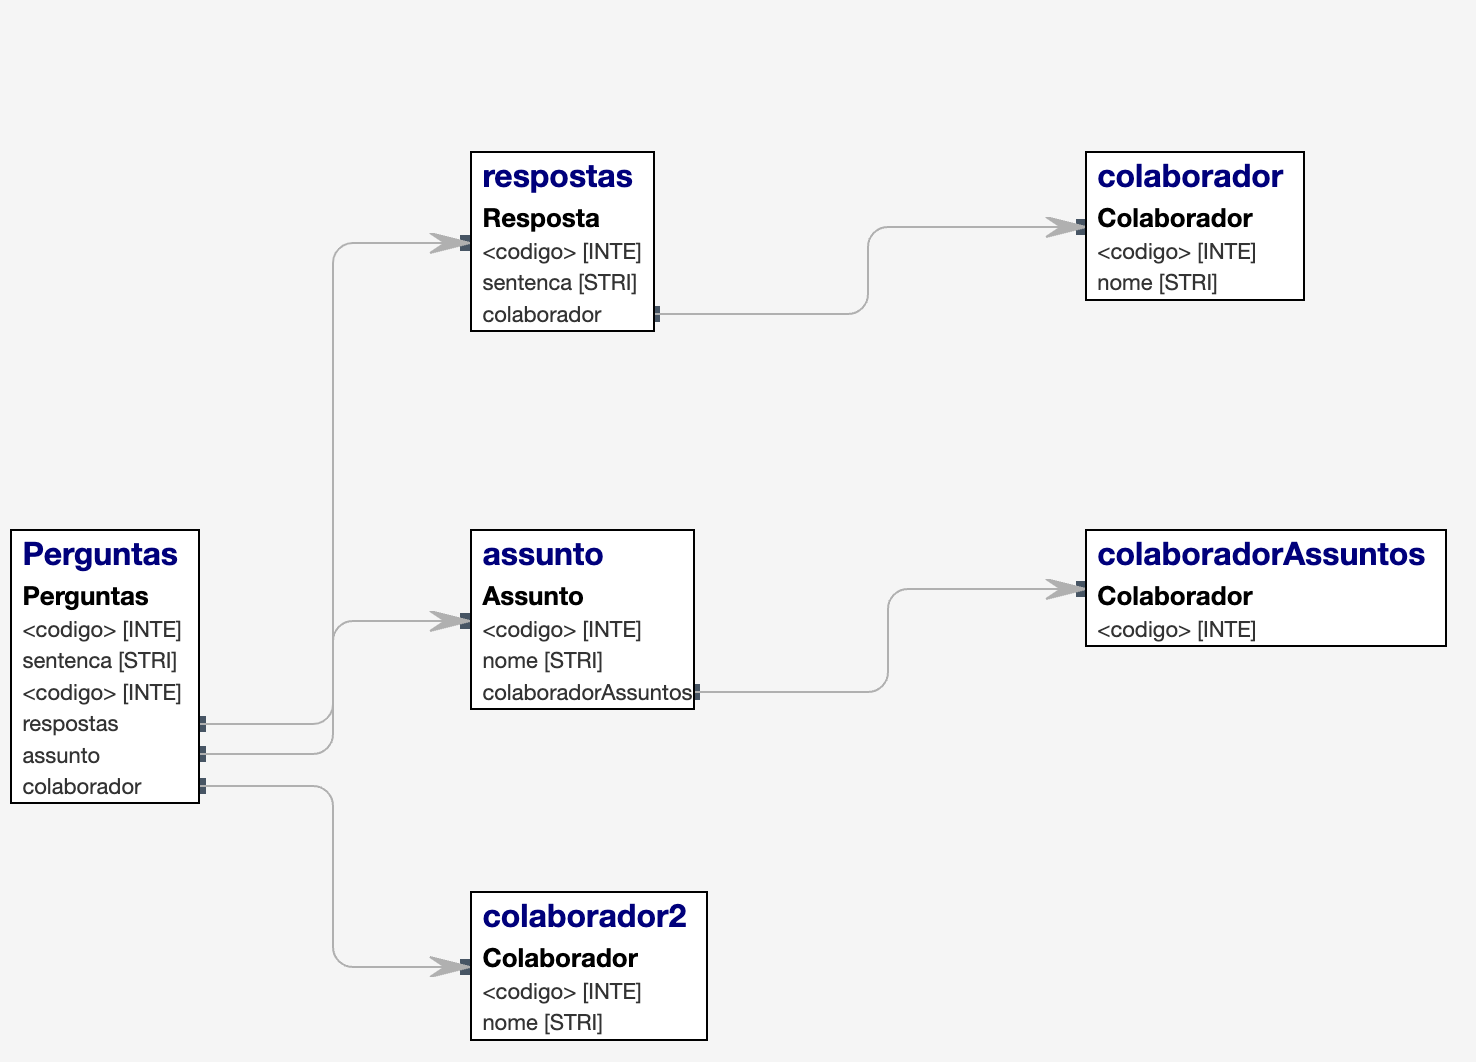 respostas
Resposta
<codigo> [INTE]
sentenca [STRI]
colaborador
colaborador
Colaborador
<codigo> [INTE]
nome [STRI]
Perguntas
Perguntas
<codigo> [INTE]
sentenca [STRI]
<codigo> [INTE]
respostas
assunto
colaborador
assunto
Assunto
<codigo> [INTE]
nome [STRI]
colaboradorAssuntos
colaboradorAssuntos
Colaborador
<codigo> [INTE]
colaborador2
Colaborador
<codigo> [INTE]
nome [STRI]